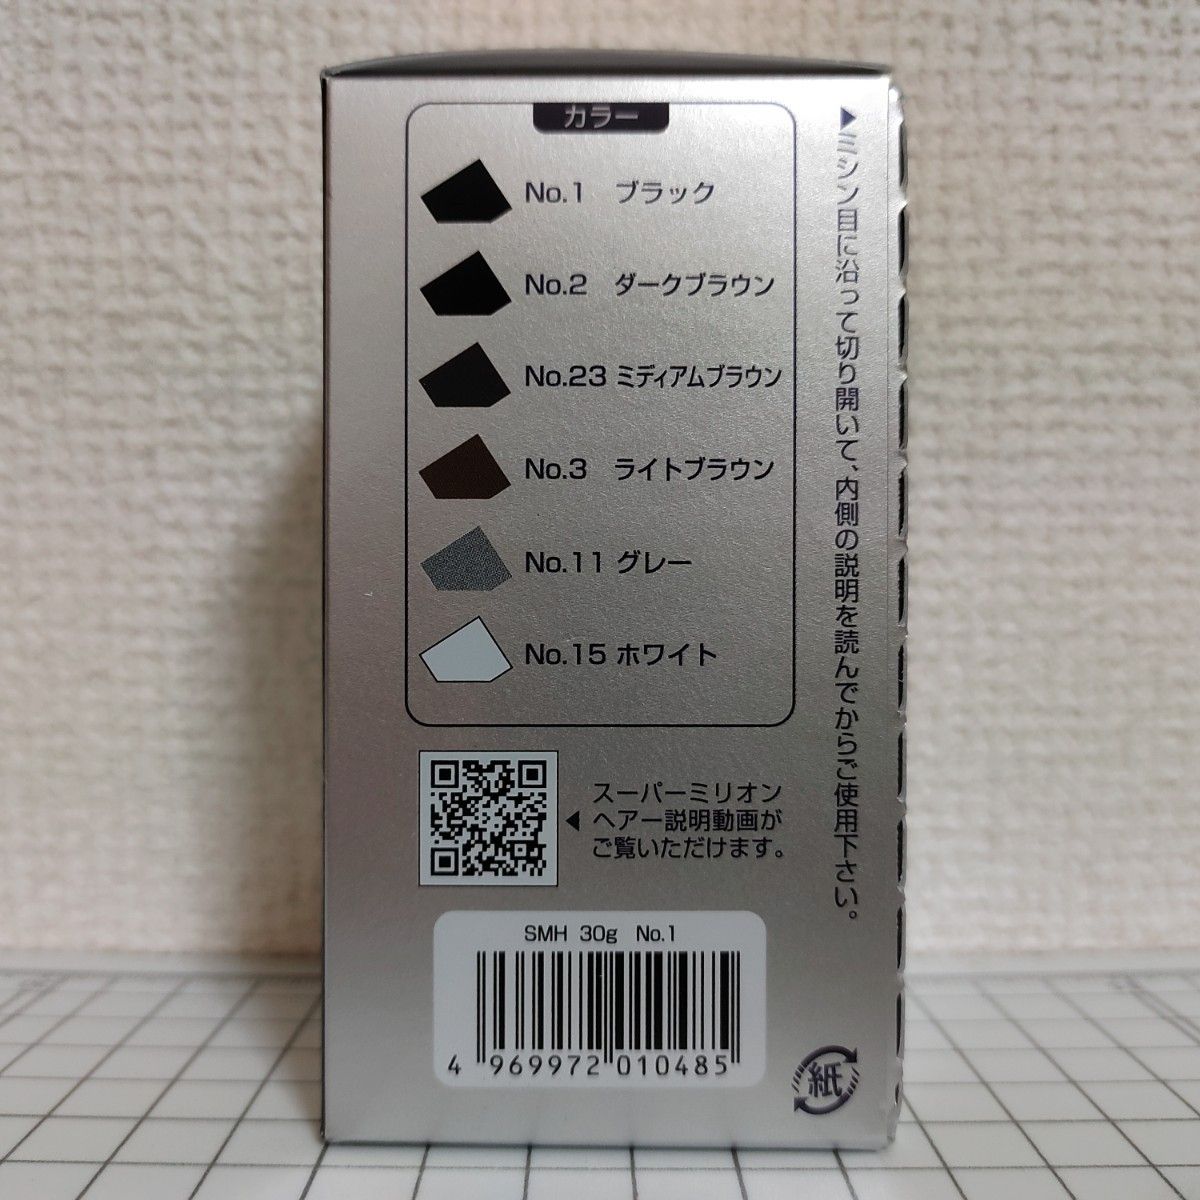 カラー
No.1 ブラック
No.2 ダークブラウン
No.23 ミディアムブラウン
No.3 ライトブラウン
No.11 グレー
No.15 ホワイト
▶ミシン目に沿って切り開いて、内側の説明を読んでからご使用下さい。
スーパーミリオン
◀ヘアー説明動画が
ご覧いただけます。
SMH 30g No.1
4 969972 010485
紙